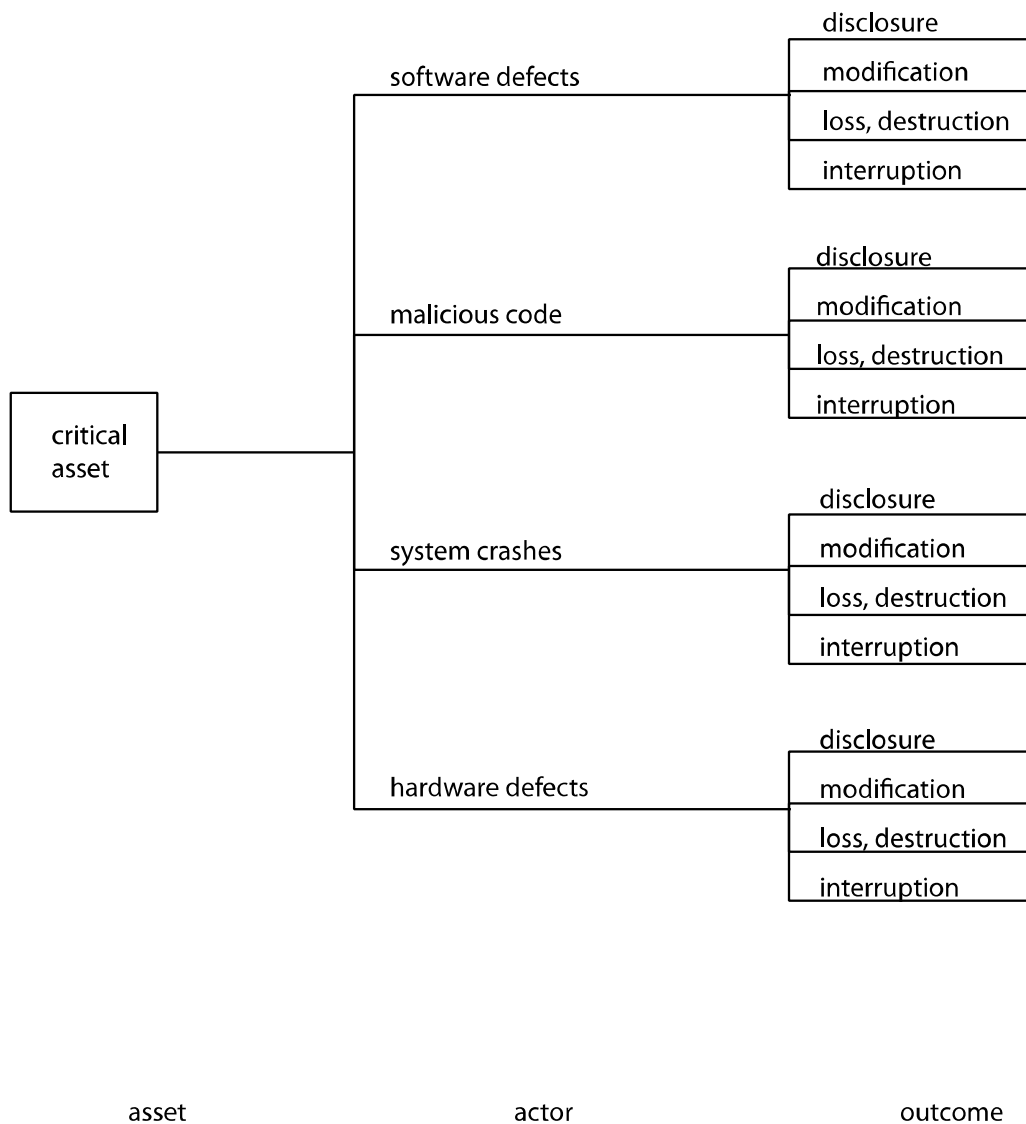 disclosure
software defects
modification
loss, destruction
interruption
disclosure
malicious code
modification
loss, destruction
interruption
critical
asset
disclosure
system crashes
modification
loss, destruction
interruption
disclosure
hardware defects
modification
loss, destruction
interruption
asset
actor
outcome